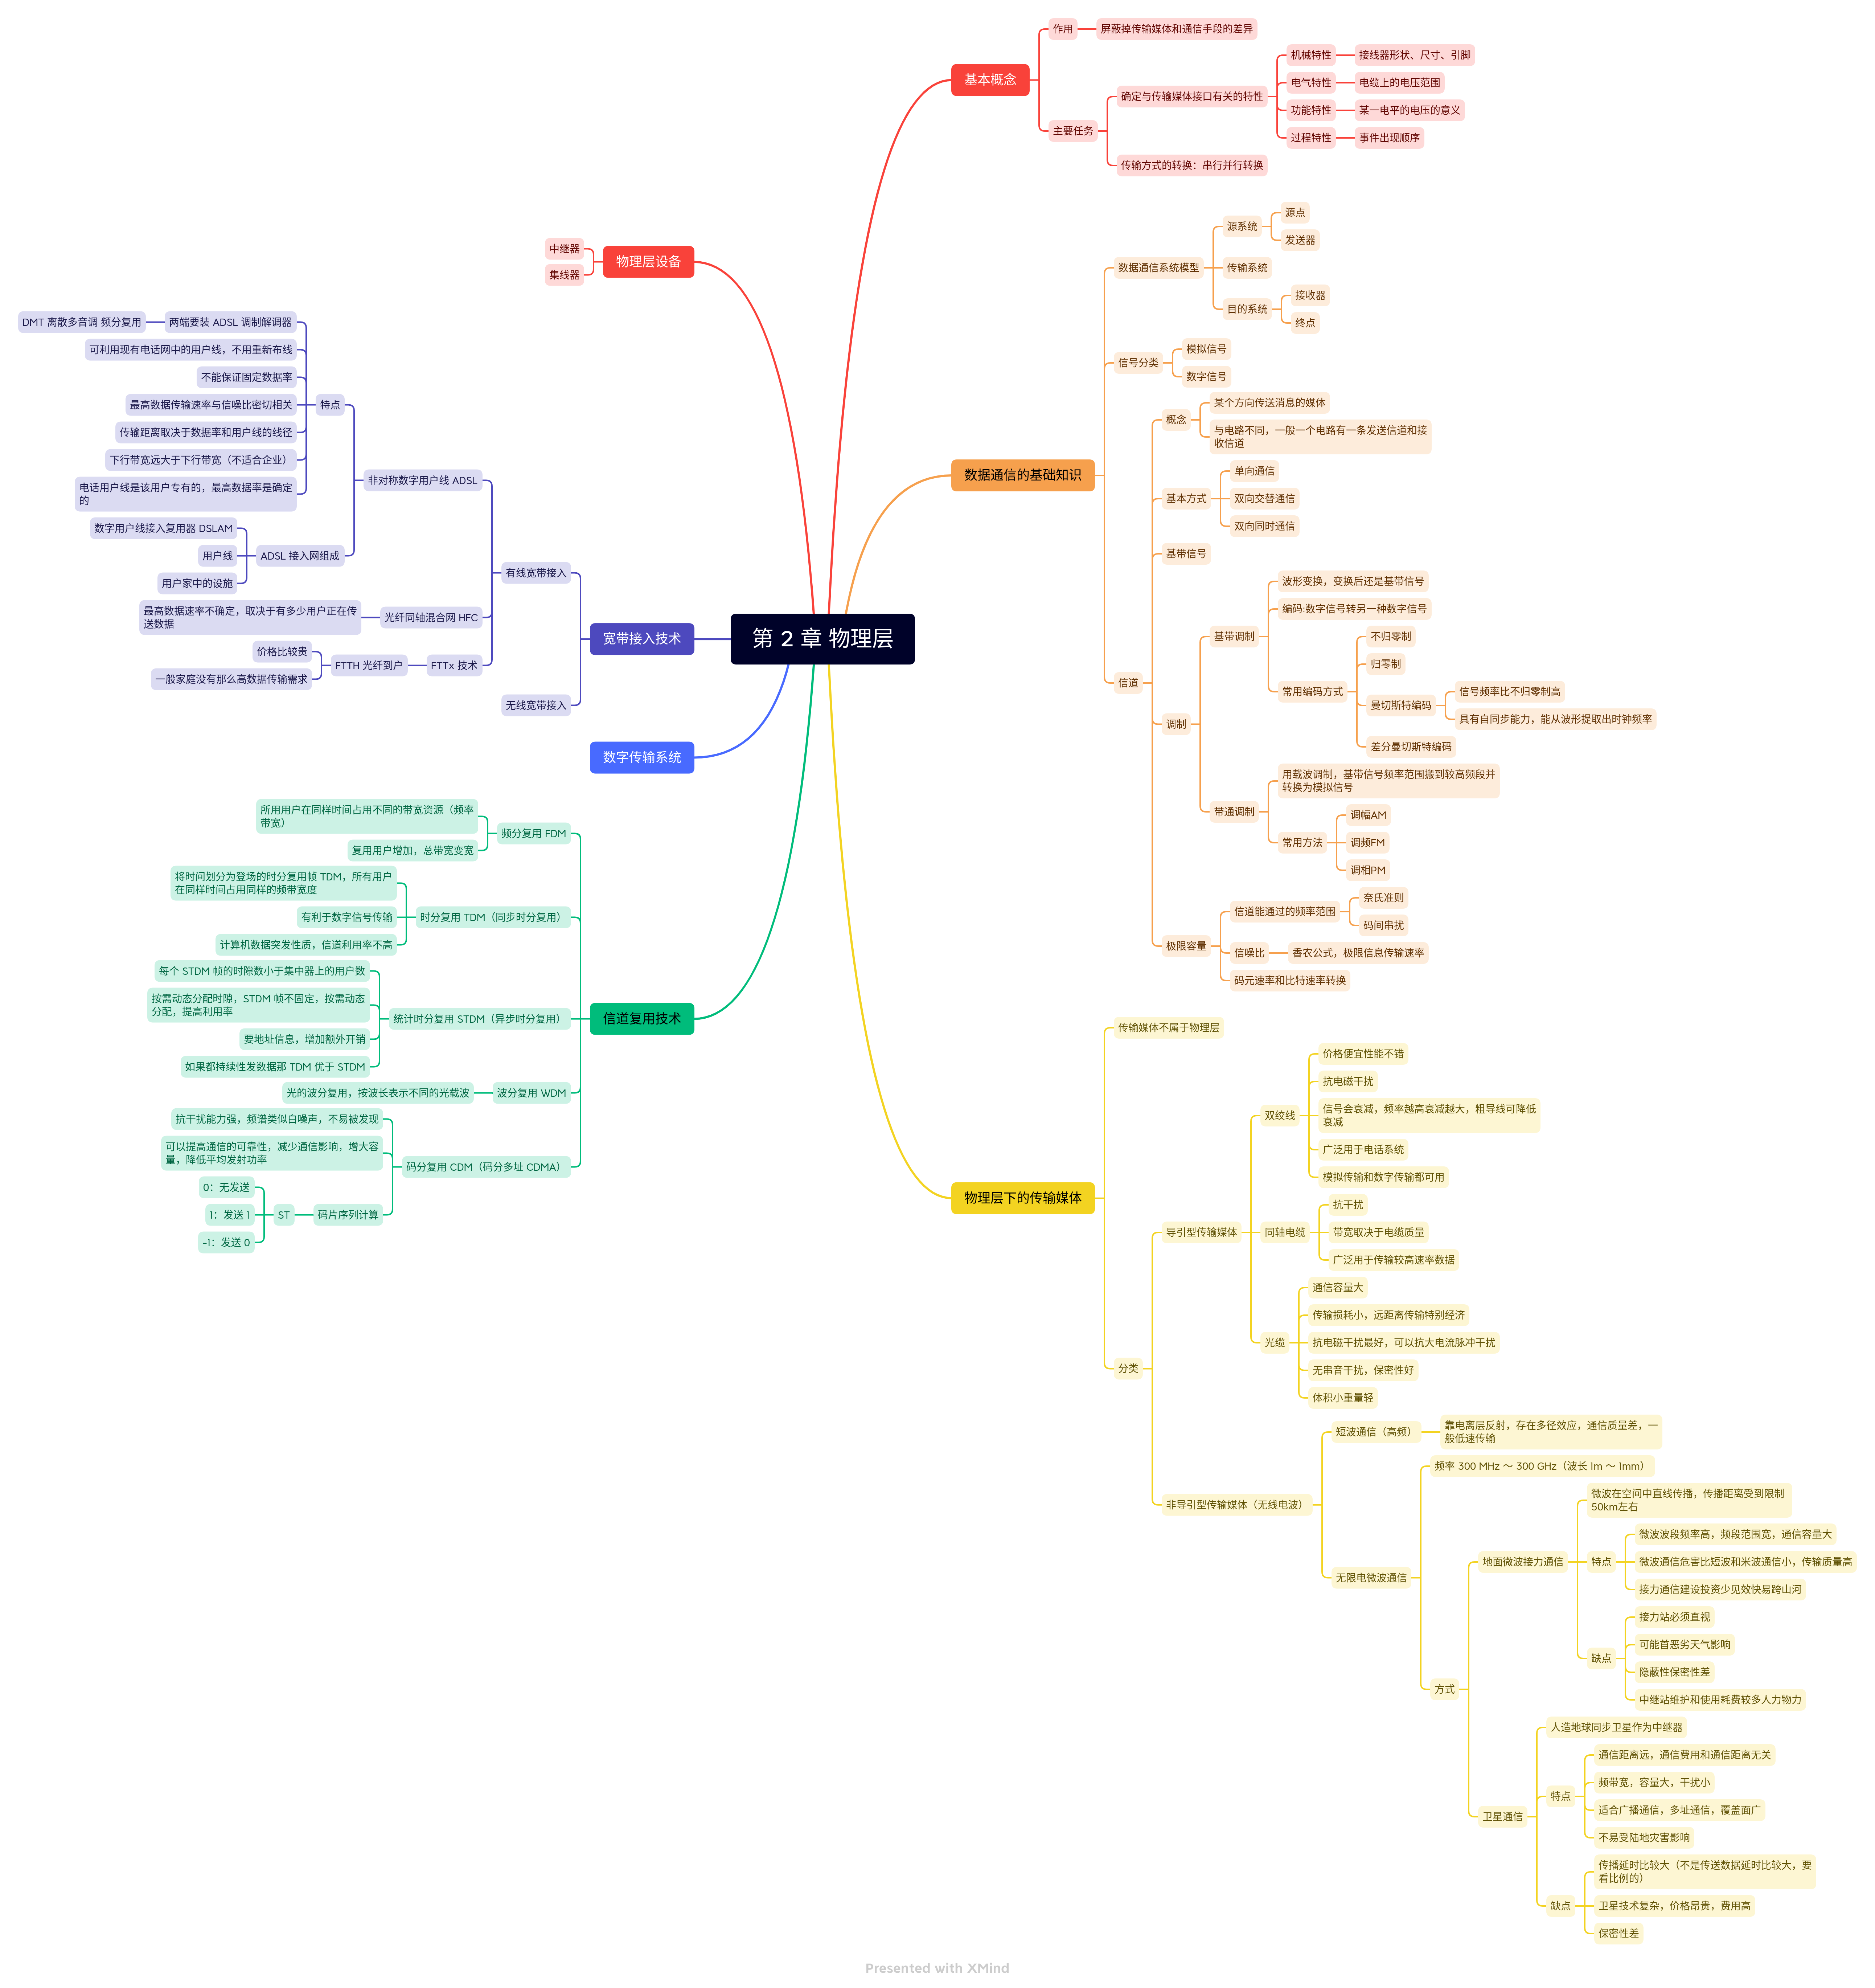 第 2 章 物理层
基本概念
作用
屏蔽掉传输媒体和通信手段的差异
主要任务
确定与传输媒体接口有关的特性
机械特性
接线器形状、尺寸、引脚
电气特性
电缆上的电压范围
功能特性
某一电平的电压的意义
过程特性
事件出现顺序
传输方式的转换：串行并行转换
数据通信的基础知识
数据通信系统模型
源系统
源点
发送器
传输系统
目的系统
接收器
终点
信号分类
模拟信号
数字信号
信道
概念
某个方向传送消息的媒体
与电路不同，一般一个电路有一条发送信道和接
收信道
基本方式
单向通信
双向交替通信
双向同时通信
基带信号
调制
基带调制
波形变换，变换后还是基带信号
编码:数字信号转另一种数字信号
常用编码方式
不归零制
归零制
曼切斯特编码
信号频率比不归零制高
具有自同步能力，能从波形提取出时钟频率
差分曼切斯特编码
带通调制
用载波调制，基带信号频率范围搬到较高频段并
转换为模拟信号
常用方法
调幅AM
调频FM
调相PM
极限容量
信道能通过的频率范围
奈氏准则
码间串扰
信噪比
香农公式，极限信息传输速率
码元速率和比特速率转换
物理层下的传输媒体
传输媒体不属于物理层
分类
导引型传输媒体
双绞线
价格便宜性能不错
抗电磁干扰
信号会衰减，频率越高衰减越大，粗导线可降低
衰减
广泛用于电话系统
模拟传输和数字传输都可用
同轴电缆
抗干扰
带宽取决于电缆质量
广泛用于传输较高速率数据
光缆
通信容量大
传输损耗小，远距离传输特别经济
抗电磁干扰最好，可以抗大电流脉冲干扰
无串音干扰，保密性好
体积小重量轻
非导引型传输媒体（无线电波）
短波通信（高频）
靠电离层反射，存在多径效应，通信质量差，一
般低速传输
无限电微波通信
频率 300 MHz ～ 300 GHz（波长 1m ～ 1mm）
方式
地面微波接力通信
微波在空间中直线传播，传播距离受到限制
50km左右
特点
微波波段频率高，频段范围宽，通信容量大
微波通信危害比短波和米波通信小，传输质量高
接力通信建设投资少见效快易跨山河
缺点
接力站必须直视
可能首恶劣天气影响
隐蔽性保密性差
中继站维护和使用耗费较多人力物力
卫星通信
人造地球同步卫星作为中继器
特点
通信距离远，通信费用和通信距离无关
频带宽，容量大，干扰小
适合广播通信，多址通信，覆盖面广
不易受陆地灾害影响
缺点
传播延时比较大（不是传送数据延时比较大，要
看比例的）
卫星技术复杂，价格昂贵，费用高
保密性差
物理层设备
中继器
集线器
宽带接入技术
有线宽带接入
非对称数字用户线 ADSL
特点
两端要装 ADSL 调制解调器
DMT 离散多音调 频分复用
可利用现有电话网中的用户线，不用重新布线
不能保证固定数据率
最高数据传输速率与信噪比密切相关
传输距离取决于数据率和用户线的线径
下行带宽远大于下行带宽（不适合企业）
电话用户线是该用户专有的，最高数据率是确定
的
ADSL 接入网组成
数字用户线接入复用器 DSLAM
用户线
用户家中的设施
光纤同轴混合网 HFC
最高数据速率不确定，取决于有多少用户正在传
送数据
FTTx 技术
FTTH 光纤到户
价格比较贵
一般家庭没有那么高数据传输需求
无线宽带接入
数字传输系统
信道复用技术
频分复用 FDM
所用用户在同样时间占用不同的带宽资源（频率
带宽）
复用用户增加，总带宽变宽
时分复用 TDM（同步时分复用）
将时间划分为登场的时分复用帧 TDM，所有用户
在同样时间占用同样的频带宽度
有利于数字信号传输
计算机数据突发性质，信道利用率不高
统计时分复用 STDM（异步时分复用）
每个 STDM 帧的时隙数小于集中器上的用户数
按需动态分配时隙，STDM 帧不固定，按需动态
分配，提高利用率
要地址信息，增加额外开销
如果都持续性发数据那 TDM 优于 STDM
波分复用 WDM
光的波分复用，按波长表示不同的光载波
码分复用 CDM（码分多址 CDMA）
抗干扰能力强，频谱类似白噪声，不易被发现
可以提高通信的可靠性，减少通信影响，增大容
量，降低平均发射功率
码片序列计算
ST
0：无发送
1：发送 1
-1：发送 0
Presented with XMind